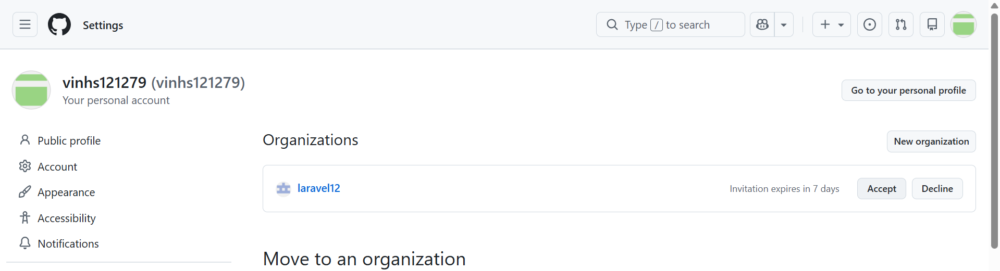 Settings
Type / to search
vinhs121279 (vinhs121279)
Your personal account
Go to your personal profile
Public profile
Account
Appearance
Accessibility
Notifications
Organizations
New organization
laravel12
Invitation expires in 7 days
Accept
Decline
Move to an organization